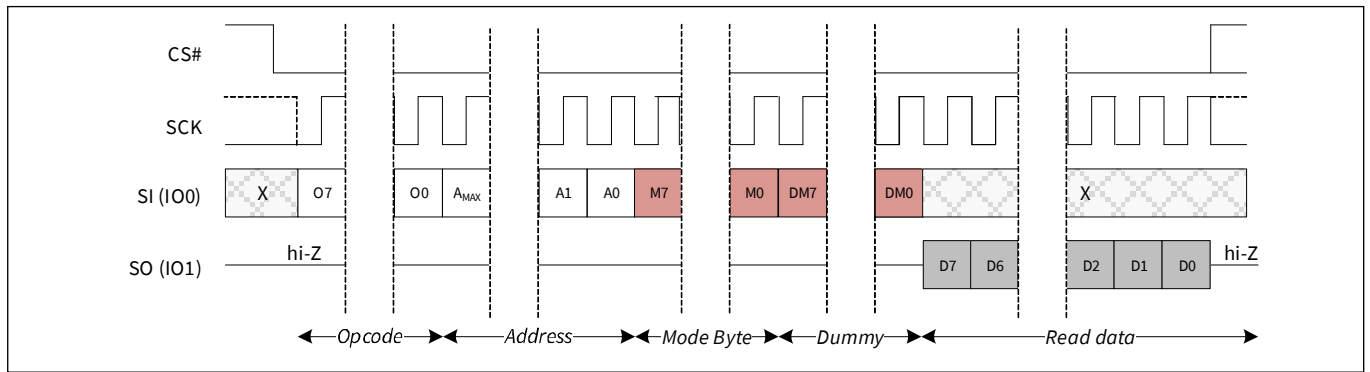 CS#
SCK
SI (IO0) X O7 O0 AMAX A1 A0 M7 M0 DM7 DM0 X
hi-Z hi-Z
SO (IO1) D7 D6 D2 D1 D0
Opcode Address Mode Byte Dummy Read data